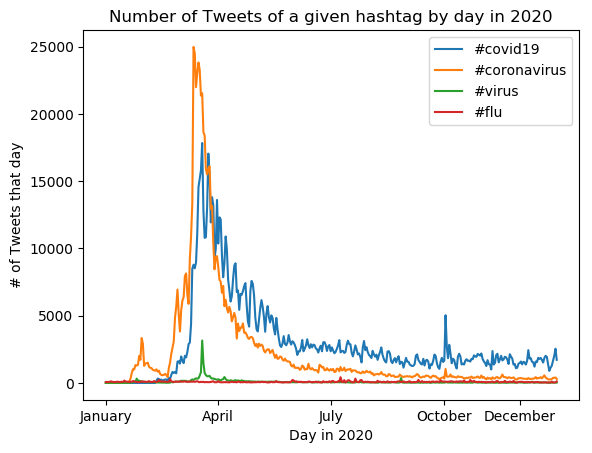 Number of Tweets of a given hashtag by day in 2020
# of Tweets that day
25000
20000
15000
10000
5000
0
#covid19
#coronavirus
#virus
#flu
January
April
July
October
December
Day in 2020